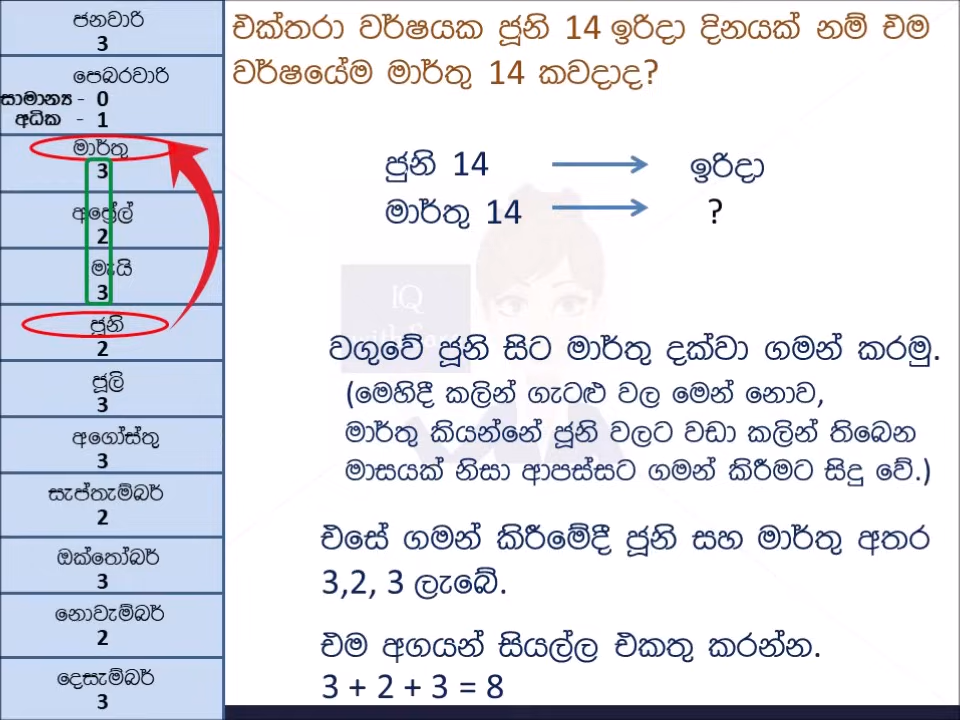 ජනවාරි
3
පෙබරවාරි
සාමාන්‍ය - 0
අධික - 1
මාර්තු
3
අප්‍රේල්
2
මැයි
3
ජූනි
2
ජූලි
3
අගෝස්තු
3
සැප්තැම්බර්
2
ඔක්තෝබර්
3
නොවැම්බර්
2
දෙසැම්බර්
3
එක්තරා වර්ෂයක ජූනි 14 ඉරිදා දිනයක් නම් එම
වර්ෂයේම මාර්තු 14 කවදාද?
ජුනි 14 ඉරිදා
මාර්තු 14 ?
IQ
වගුවේ ජූනි සිට මාර්තු දක්වා ගමන් කරමු.
(මෙහිදී කලින් ගැටළු වල මෙන් නොව,
මාර්තු කියන්නේ ජූනි වලට වඩා කලින් තිබෙන
මාසයක් නිසා ආපස්සට ගමන් කිරීමට සිදු වේ.)
එසේ ගමන් කිරීමේදී ජූනි සහ මාර්තු අතර
3,2, 3 ලැබේ.
එම අගයන් සියල්ල එකතු කරන්න.
3 + 2 + 3 = 8